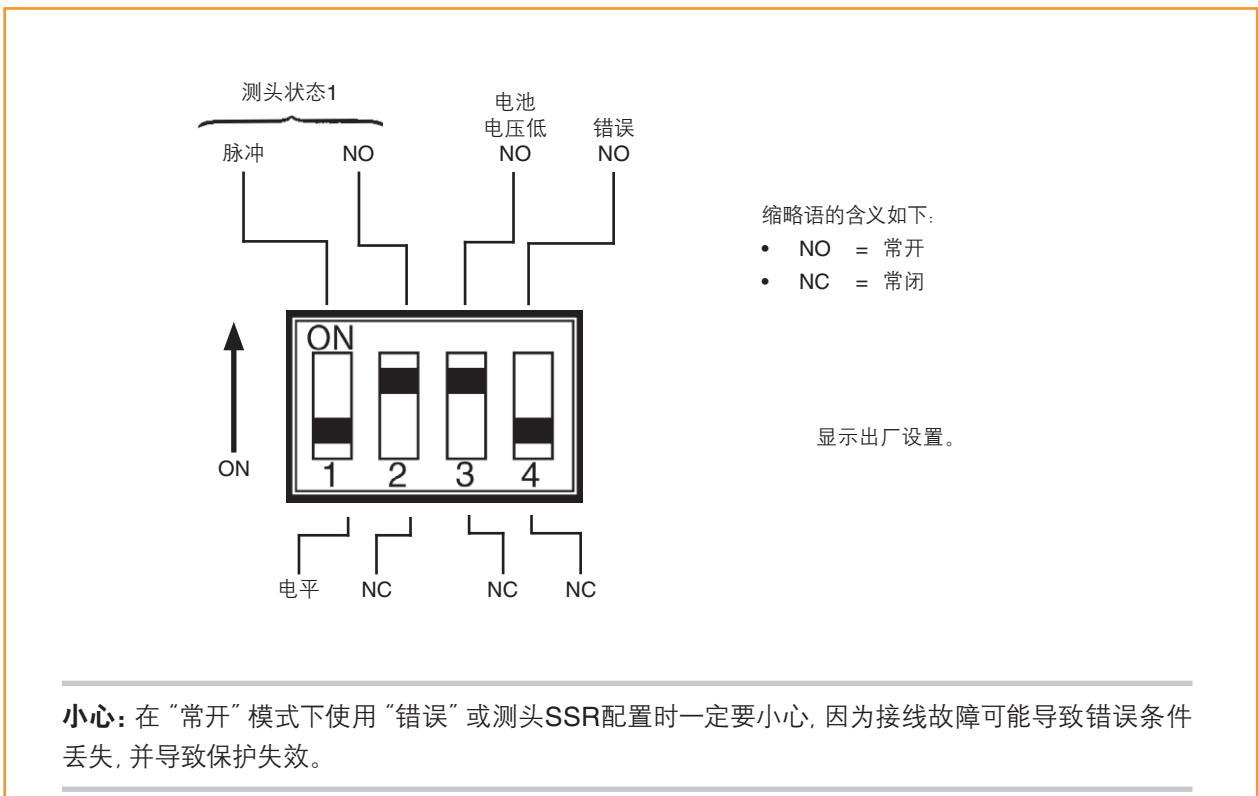 测头状态1
电池
电压低
错误
脉冲 NO NO NO
缩略语的含义如下:
• NO = 常开
• NC = 常闭
ON
1 2 3 4
ON
显示出厂设置。
电平 NC NC NC
小心: 在 “常开” 模式下使用 “错误” 或测头SSR配置时一定要小心, 因为接线故障可能导致错误条件
丢失, 并导致保护失效。